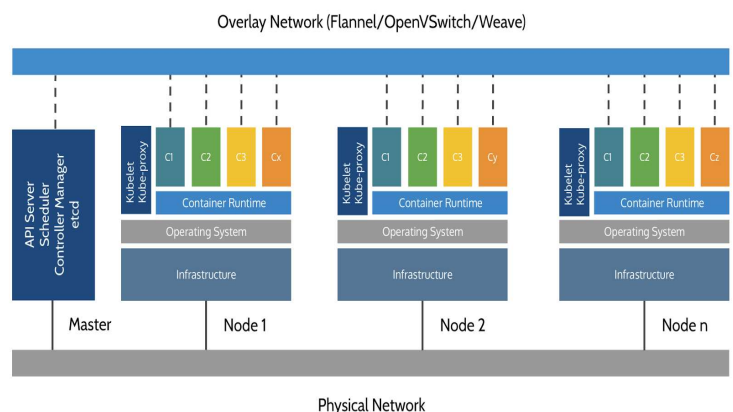 Overlay Network (Flannel/OpenVSwitch/Weave)
API Server
Scheduler
Controller Manager
etcd
Kubelet
Kube-proxy
C1
C2
C3
Cx
Container Runtime
Operating System
Infrastructure
Kubelet
Kube-proxy
C1
C2
C3
Cy
Container Runtime
Operating System
Infrastructure
Kubelet
Kube-proxy
C1
C2
C3
Cz
Container Runtime
Operating System
Infrastructure
Master
Node 1
Node 2
Node n
Physical Network